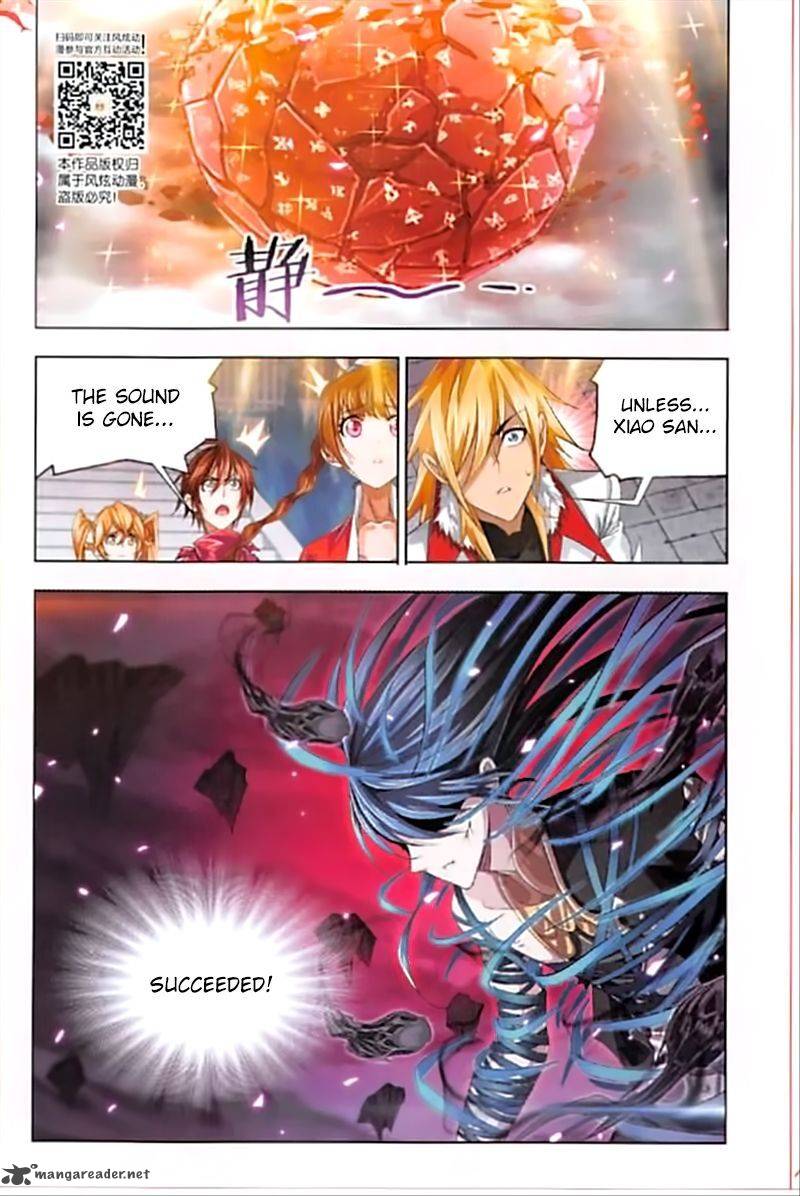 扫码即可关注风炫动
漫参与官方互动活动!
本作品版权归
属于风炫动漫,
盗版必究!
静
THE SOUND
IS GONE...
UNLESS...
XIAO SAN...
SUCCEEDED!
mangareader.net